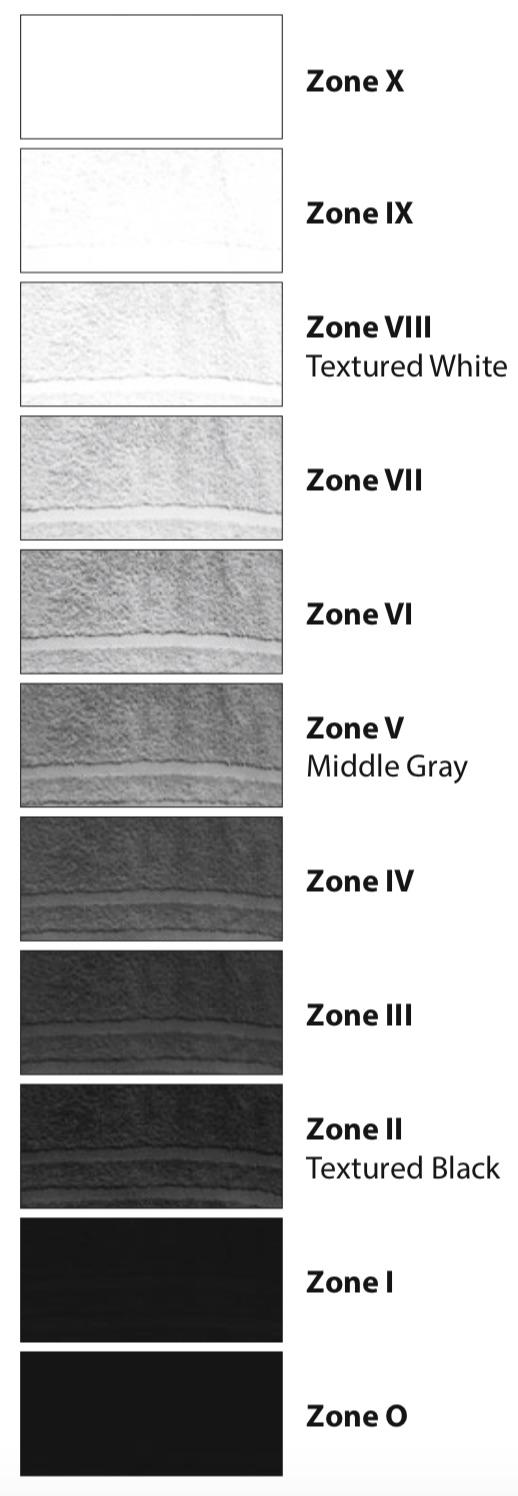 Zone X
Zone IX
Zone VIII
Textured White
Zone VII
Zone VI
Zone V
Middle Gray
Zone IV
Zone III
Zone II
Textured Black
Zone I
Zone O